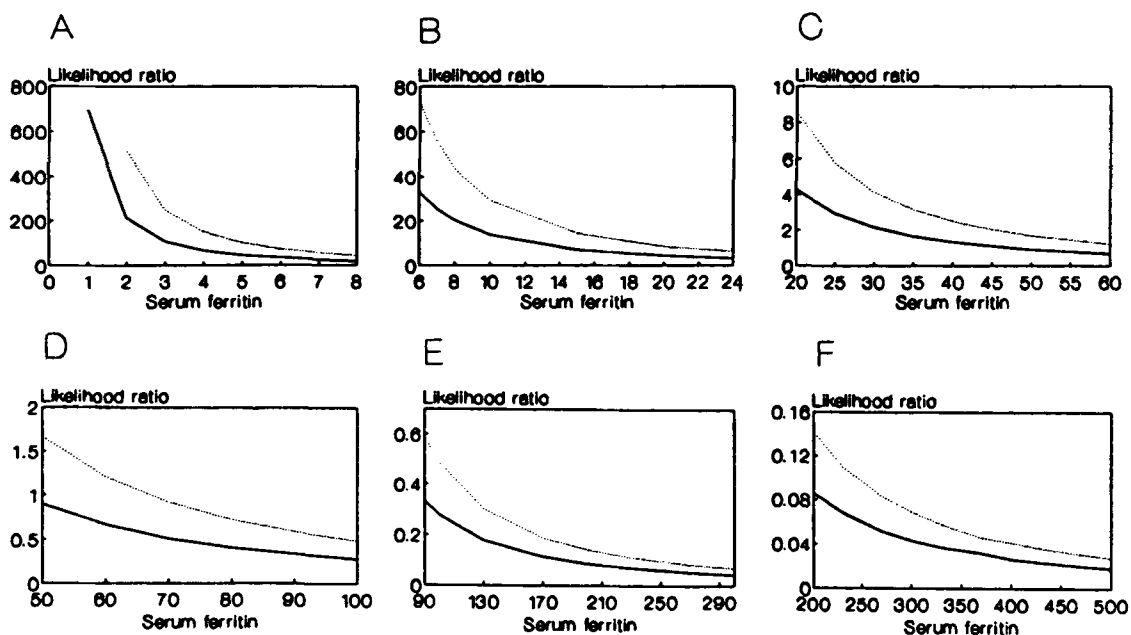 A B C
Likelihood ratio Likelihood ratio Likelihood ratio
800 80 10
600 60 8
400 40 6
200 20 4
0 0 2
0
0 1 2 3 4 5 6 7 8
6 8 10 12 14 16 18 20 22 24
20 25 30 35 40 45 50 55 60
Serum ferritin Serum ferritin Serum ferritin
D E F
Likelihood ratio Likelihood ratio Likelihood ratio
2 0.6 0.16
1.5 0.4 0.12
1 0.2 0.08
0.5 0 0.04
0 0
50 60 70 80 90 100
90 130 170 210 250 290
200 250 300 350 400 450 500
Serum ferritin Serum ferritin Serum ferritin